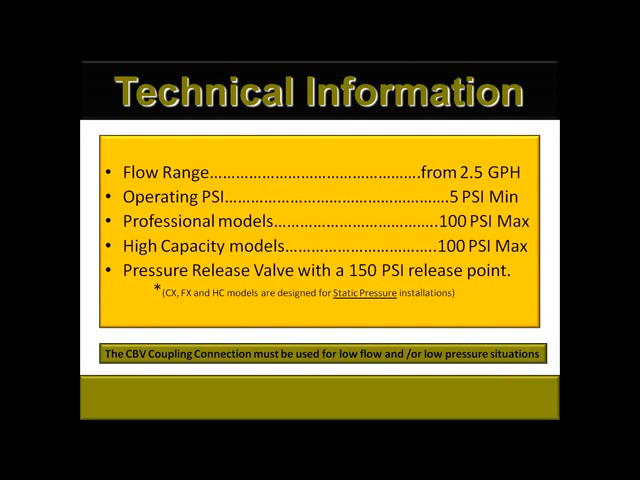 Technical Information
• Flow Range……………………………………….from 2.5 GPH
• Operating PSI……………………………………….5 PSI Min
• Professional models……………………………..100 PSI Max
• High Capacity models…………………………..100 PSI Max
• Pressure Release Valve with a 150 PSI release point.
*(CX, FX and HC models are designed for Static Pressure installations)
The CBV Coupling Connection must be used for low flow and /or low pressure situations